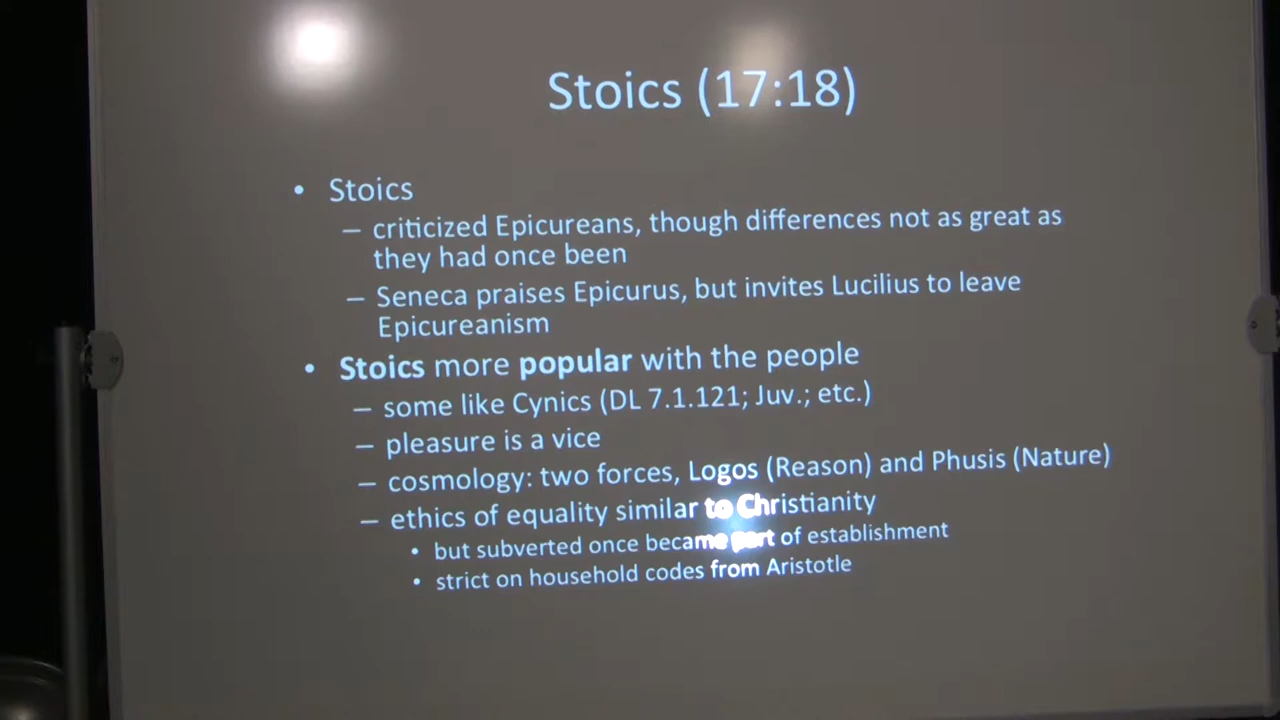 Stoics (17:18)
• Stoics
– criticized Epicureans, though differences not as great as
they had once been
– Seneca praises Epicurus, but invites Lucilius to leave
Epicureanism
• Stoics more popular with the people
– some like Cynics (DL 7.1.121; Juv.; etc.)
– pleasure is a vice
– cosmology: two forces, Logos (Reason) and Phusis (Nature)
– ethics of equality similar to Christianity
• but subverted once became part of establishment
• strict on household codes from Aristotle